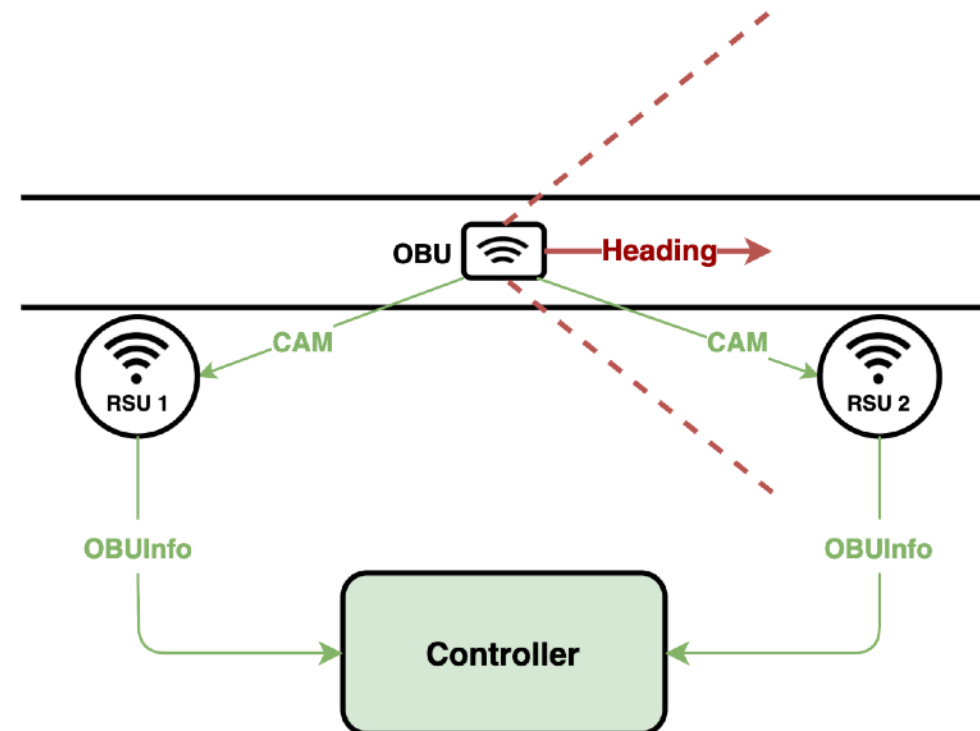 OBU
Heading
CAM
CAM
RSU 1
RSU 2
OBUInfo
OBUInfo
Controller